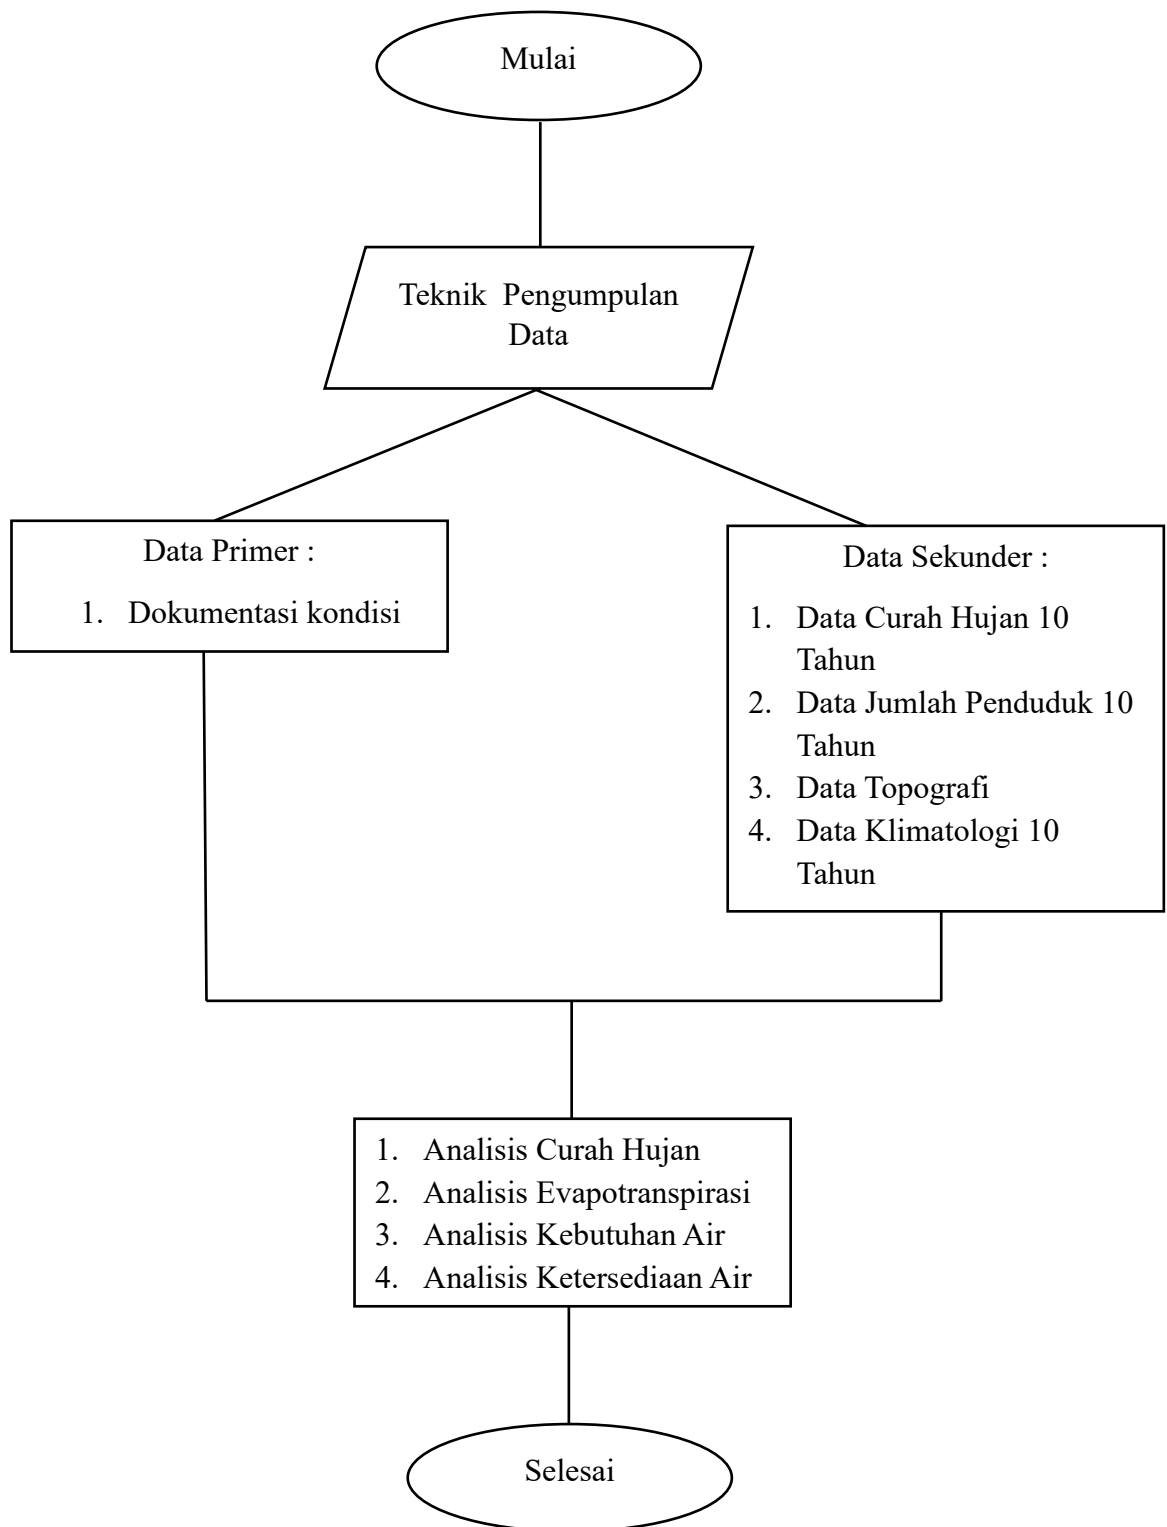 Mulai
Teknik  Pengumpulan
Data
Data Primer :
1. Dokumentasi kondisi
Data Sekunder :
1. Data Curah Hujan 10
Tahun
2. Data Jumlah Penduduk 10
Tahun
3. Data Topografi
4. Data Klimatologi 10
Tahun
1. Analisis Curah Hujan
2. Analisis Evapotranspirasi
3. Analisis Kebutuhan Air
4. Analisis Ketersediaan Air
Selesai